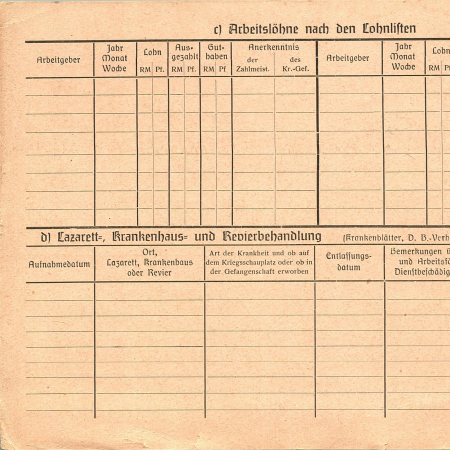 c) Arbeitslöhne nach den Lohnlisten
Arbeitgeber
Jahr
Monat
Woche
Lohn
RM Pf.
Aus-
gezahlt
RM Pf.
Gut-
haben
RM Pf
Anerkenntnis
der
Zahlmeist.
des
Kr.-Gef.
Arbeitgeber
Jahr
Monat
Woche
Lohn
RM Pf
d) Lazarett-, Krankenhaus- und Revierbehandlung (Krankenblätter, D. B.-Verh
Aufnahmedatum
Ort,
Lazarett, Krankenhaus
oder Revier
Art der Krankheit und ob auf
dem Kriegsschauplatz oder ob in
der Gefangenschaft erworben
Entlassungs-
datum
Bemerkungen ü
und Arbeitsfä
Dienstbeschädig